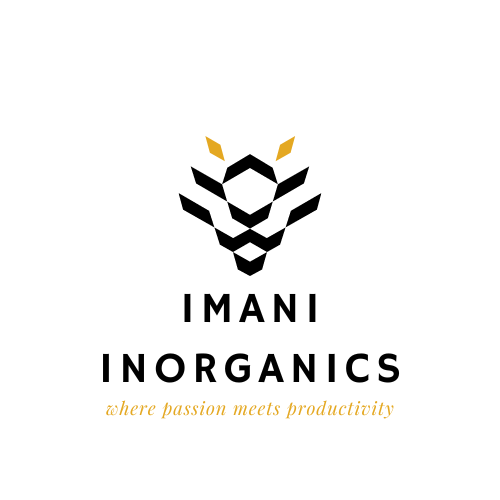 IMANI
INORGANICS
where passion meets productivity